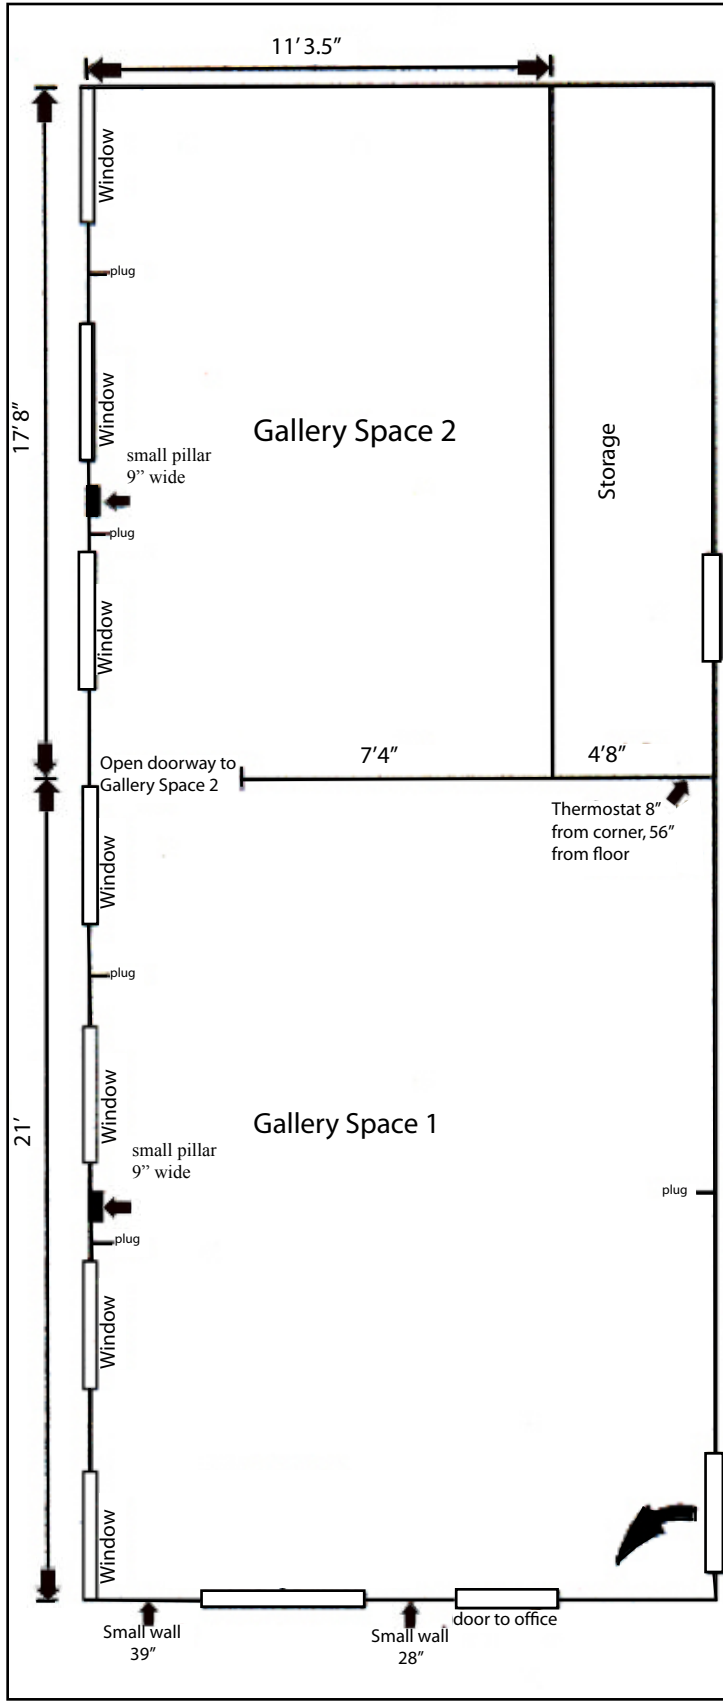 11’ 3.5”
Window
plug
Window
17’ 8”
Gallery Space 2
Storage
small pillar
9” wide
plug
Window
Open doorway to
Gallery Space 2
7’4”
4’8”
Thermostat 8”
from corner, 56”
from floor
Window
plug
Window
21’
Gallery Space 1
small pillar
9” wide
plug
plug
Window
Window
Small wall
39”
Small wall
28”
door to office